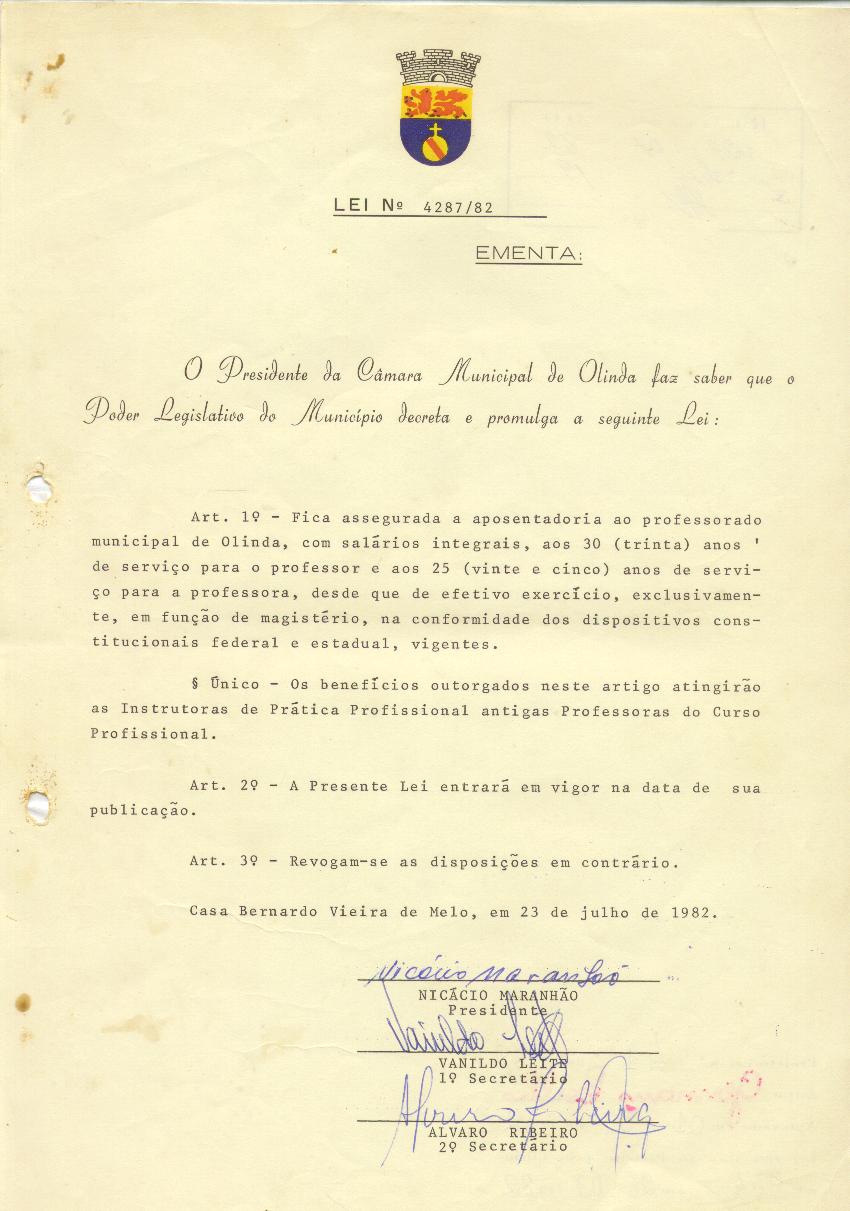 LEI Nº 4287/82
EMENTA:
O Presidente da Câmara Municipal de Olinda faz saber que o
Poder Legislativo do Município decreta e promulga a seguinte Lei:
Art. 1º - Fica assegurada a aposentadoria ao professorado
municipal de Olinda, com salários integrais, aos 30 (trinta) anos '
de serviço para o professor e aos 25 (vinte e cinco) anos de servi-
ço para a professora, desde que de efetivo exercício, exclusivamen-
te, em função de magistério, na conformidade dos dispositivos cons-
titucionais federal e estadual, vigentes.
§ Único - Os benefícios outorgados neste artigo atingirão
as Instrutoras de Prática Profissional antigas Professoras do Curso
Profissional.
Art. 2º - A Presente Lei entrará em vigor na data de sua
publicação.
Art. 3º - Revogam-se as disposições em contrário.
Casa Bernardo Vieira de Melo, em 23 de julho de 1982.
Nicácio Maranhão
NICÁCIO MARANHÃO
Presidente
Vanildo Leite
VANILDO LEITE
1º Secretário
Alvaro Ribeiro
ALVARO RIBEIRO
2º Secretário